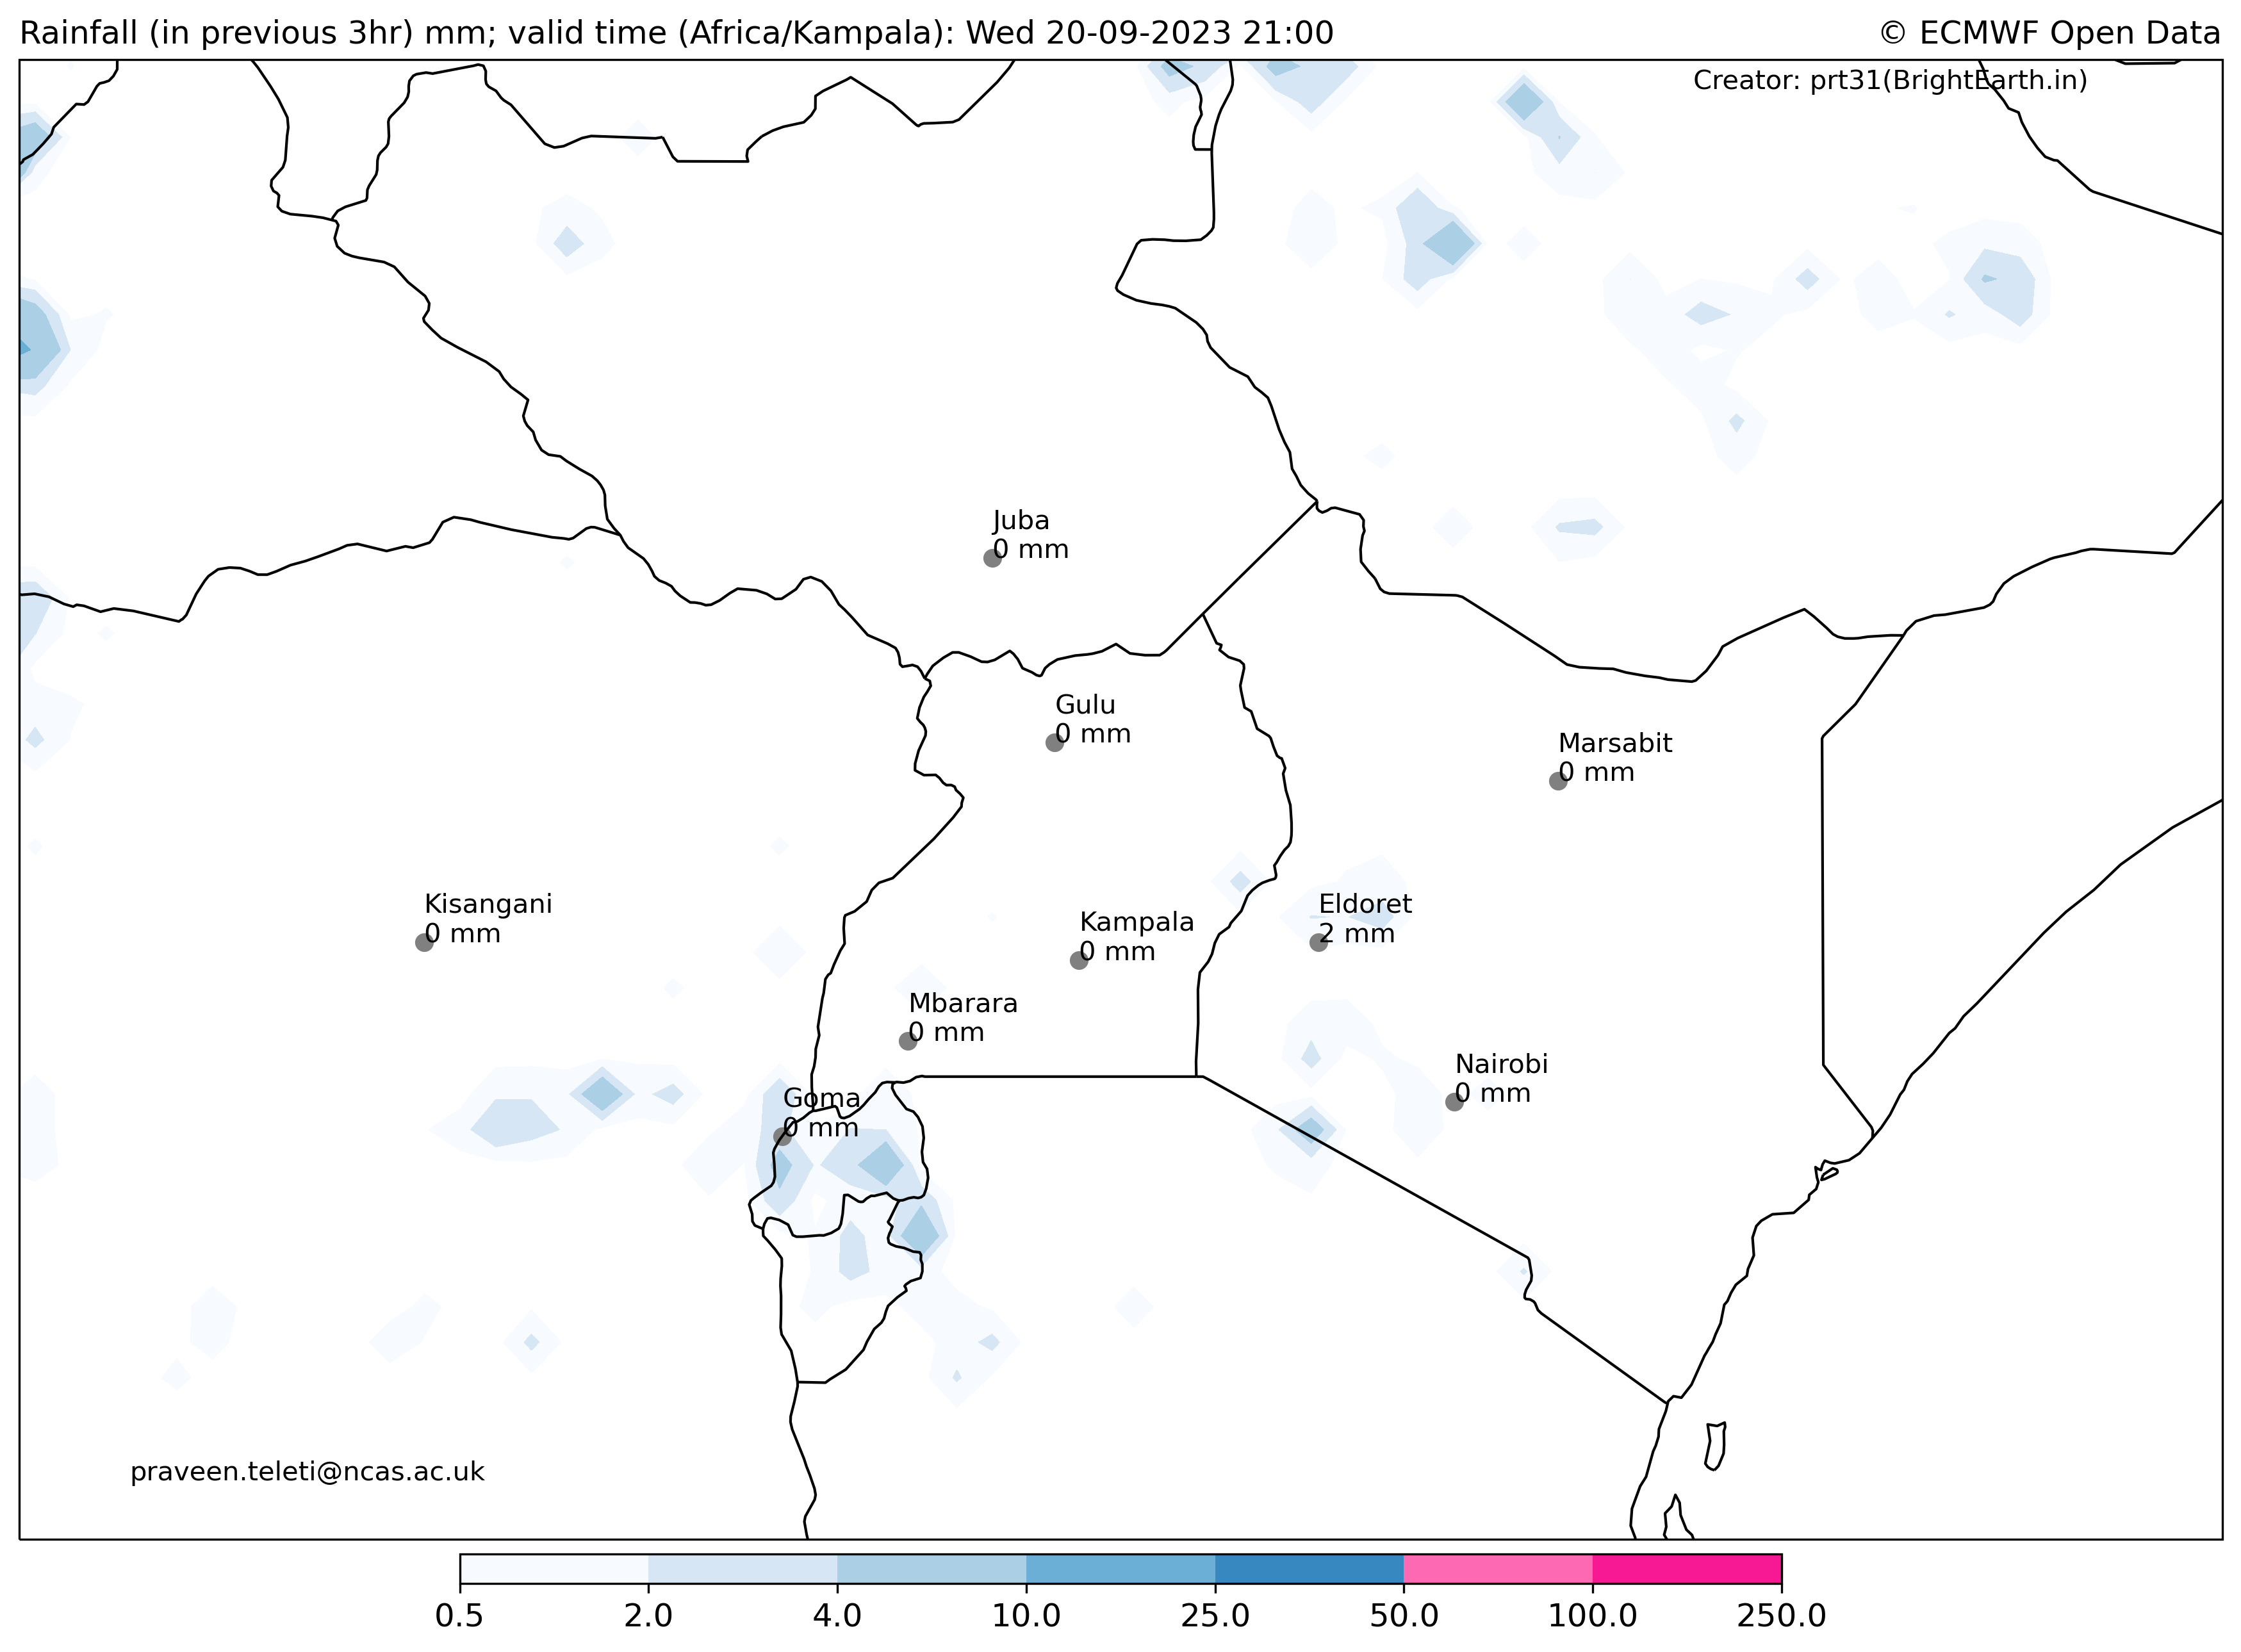 Rainfall (in previous 3hr) mm; valid time (Africa/Kampala): Wed 20-09-2023 21:00
© ECMWF Open Data
Creator: prt31(BrightEarth.in)
Juba
0 mm
Gulu
0 mm
Marsabit
0 mm
Kisangani
0 mm
Eldoret
2 mm
Kampala
0 mm
Mbarara
0 mm
Nairobi
0 mm
Goma
0 mm
praveen.teleti@ncas.ac.uk
0.5 2.0 4.0 10.0 25.0 50.0 100.0 250.0